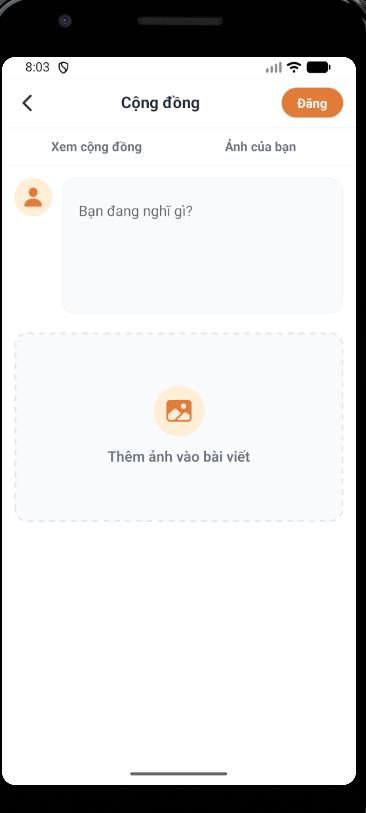 8:03
Cộng đồng
Đăng
Xem cộng đồng
Ảnh của bạn
Bạn đang nghĩ gì?
Thêm ảnh vào bài viết